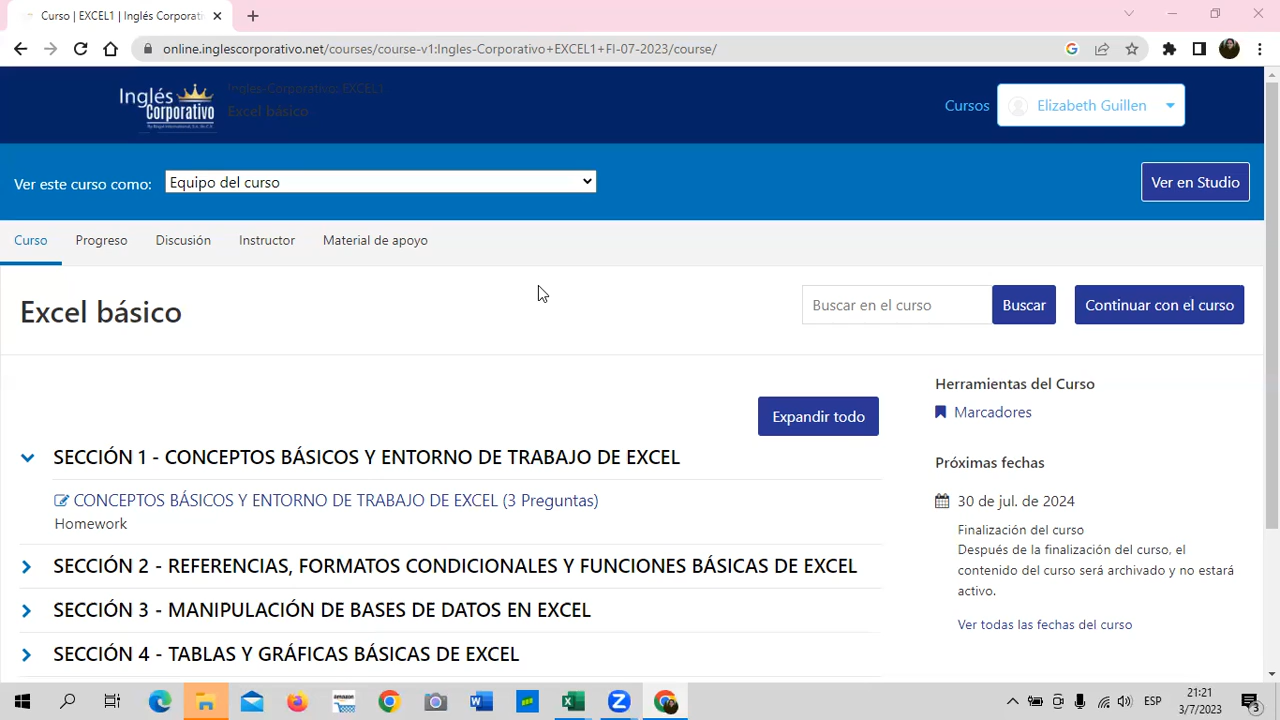 Curso | EXCEL1 | Inglés Corporati
online.inglescorporativo.net/courses/course-v1:Ingles-Corporativo+EXCEL1+FI-07-2023/course/
Inglés
Corporativo
Ingles-Corporativo: EXCEL1
Excel básico
Cursos
Elizabeth Guillen
Ver este curso como:
Equipo del curso
Ver en Studio
Curso
Progreso
Discusión
Instructor
Material de apoyo
Excel básico
Buscar en el curso
Buscar
Continuar con el curso
Expandir todo
SECCIÓN 1 - CONCEPTOS BÁSICOS Y ENTORNO DE TRABAJO DE EXCEL
CONCEPTOS BÁSICOS Y ENTORNO DE TRABAJO DE EXCEL (3 Preguntas)
Homework
SECCIÓN 2 - REFERENCIAS, FORMATOS CONDICIONALES Y FUNCIONES BÁSICAS DE EXCEL
SECCIÓN 3 - MANIPULACIÓN DE BASES DE DATOS EN EXCEL
SECCIÓN 4 - TABLAS Y GRÁFICAS BÁSICAS DE EXCEL
Herramientas del Curso
Marcadores
Próximas fechas
30 de jul. de 2024
Finalización del curso
Después de la finalización del curso, el
contenido del curso será archivado y no estará
activo.
Ver todas las fechas del curso
ESP
21:21
3/7/2023
3